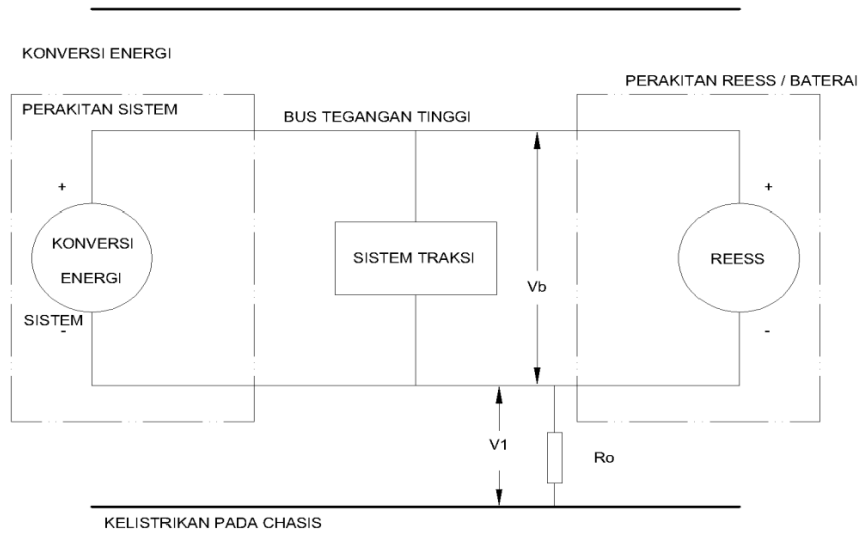 KONVERSI ENERGI
PERAKITAN REESS / BATERAI
PERAKITAN SISTEM
BUS TEGANGAN TINGGI
+
+
KONVERSI
ENERGI
SISTEM TRAKSI
REESS
Vb
SISTEM
-
-
V1
Ro
KELISTRIKAN PADA CHASIS